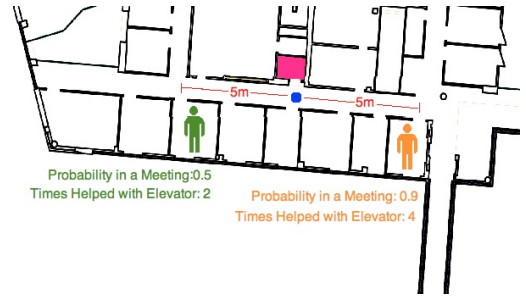 5m
5m
Probability in a Meeting:0.5
Times Helped with Elevator: 2
Probability in a Meeting: 0.9
Times Helped with Elevator: 4